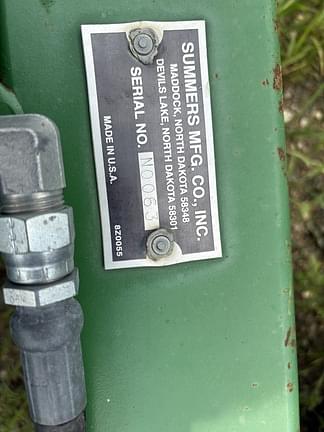 SUMMERS MFG. CO., INC.
MADDOCK, NORTH DAKOTA 58348
DEVILS LAKE, NORTH DAKOTA 58301
SERIAL NO. N0063
MADE IN U.S.A.
8Z0055